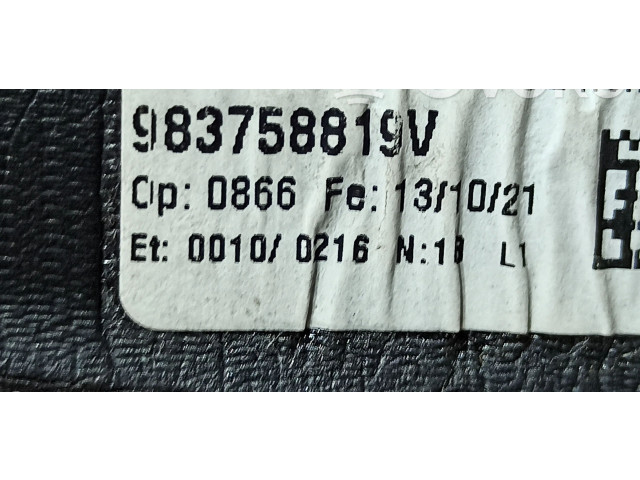 983758819V
Op: 0866 Fe: 13/10/21
Et: 0010/ 0216 N:18 L1